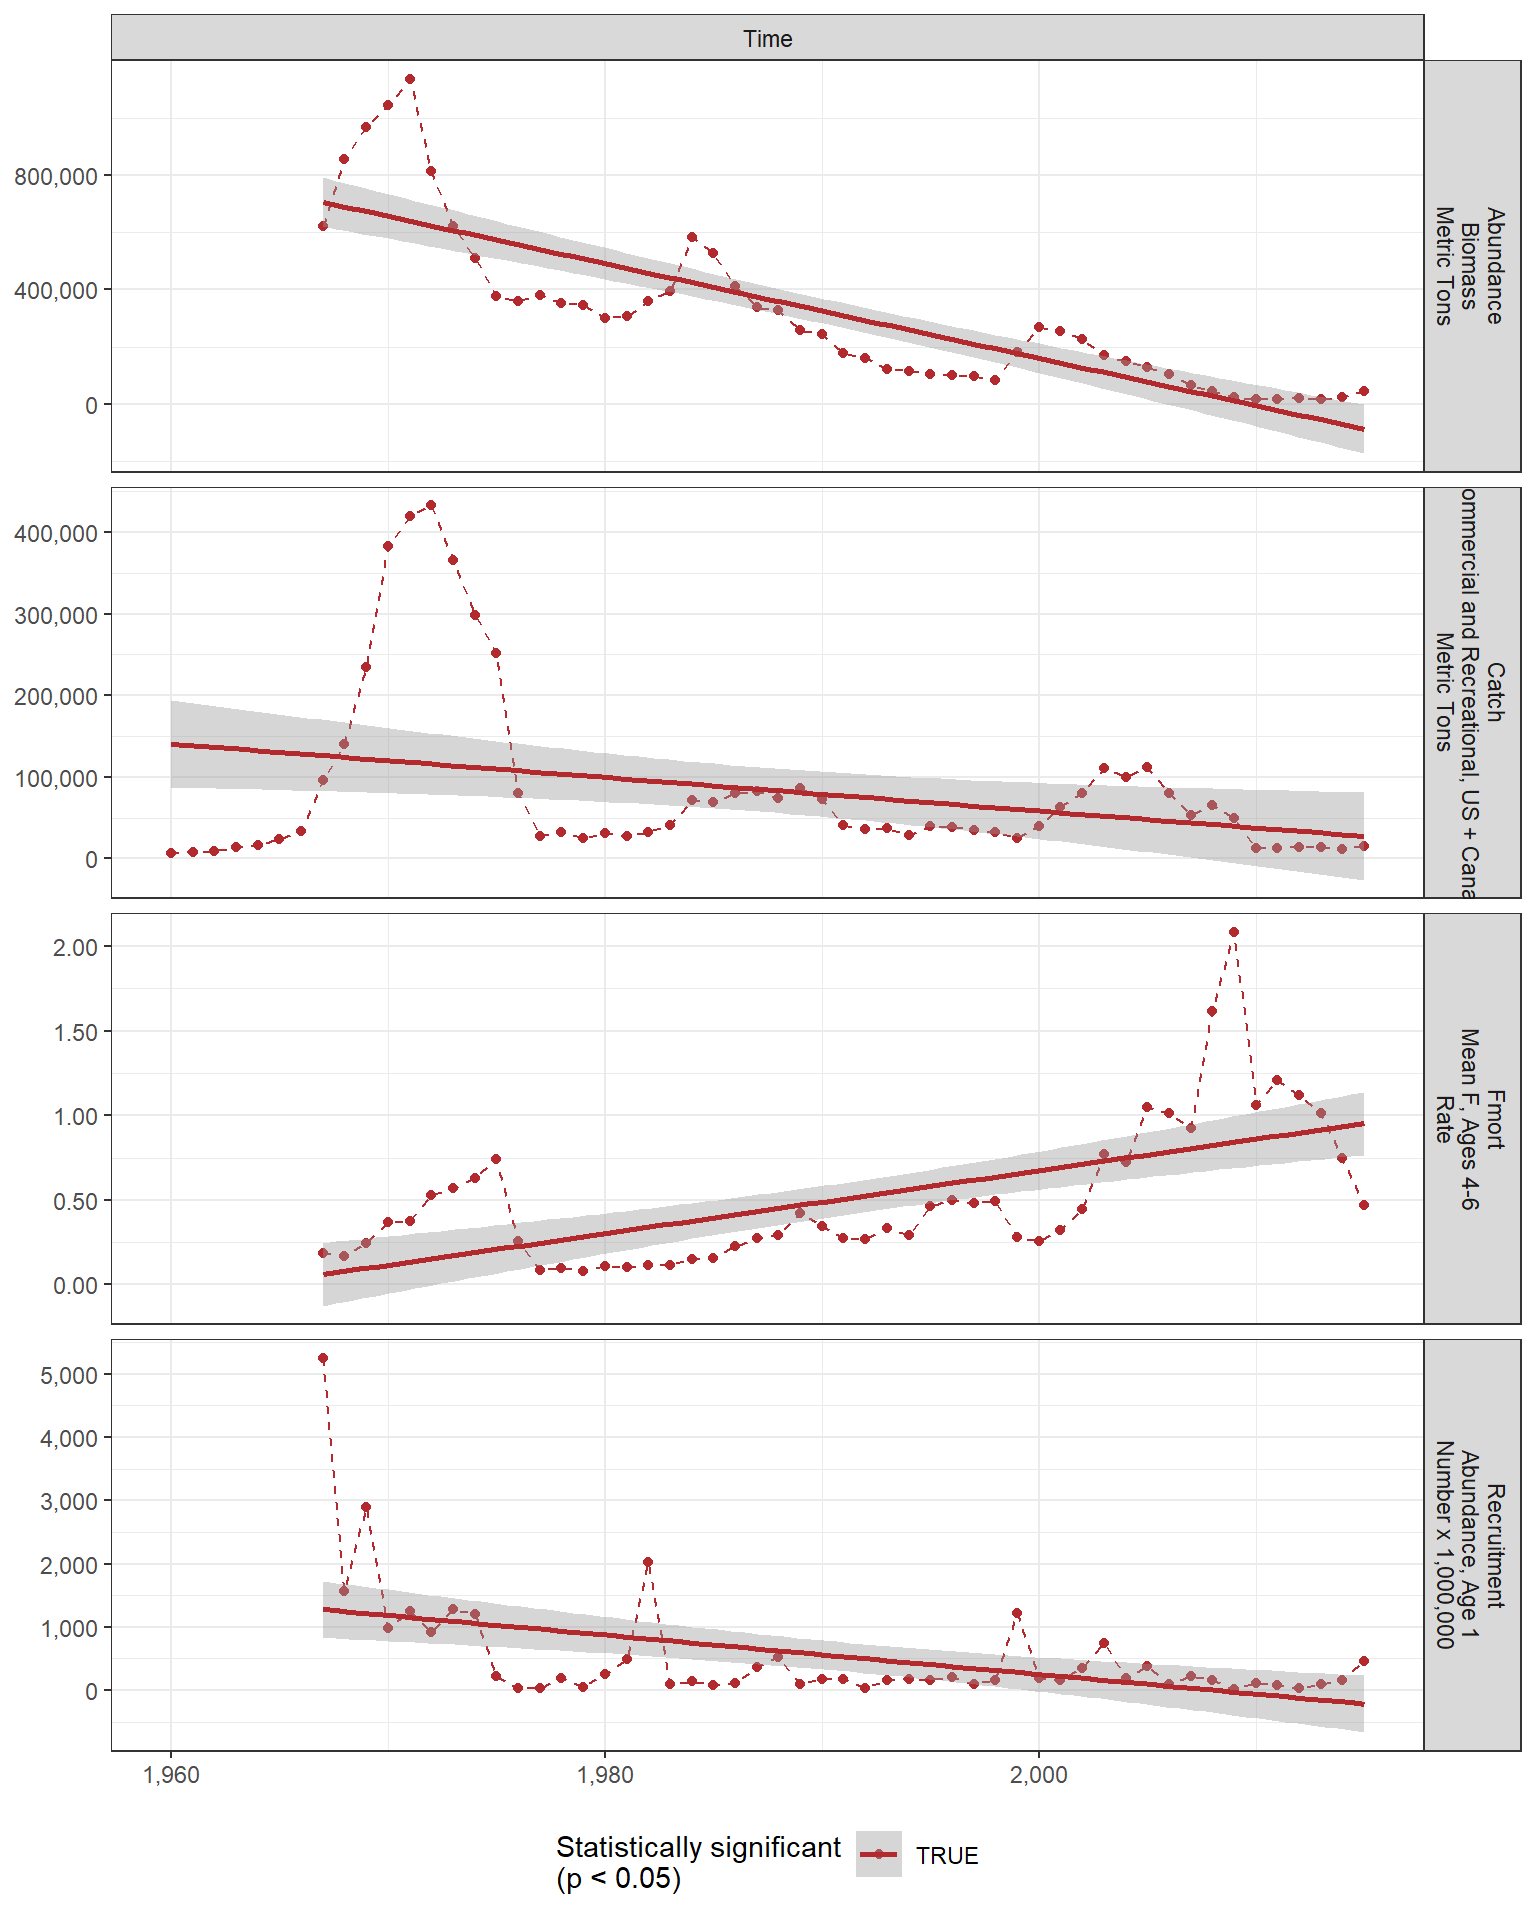 Time
800,000
400,000
0
Abundance
Biomass
Metric Tons
400,000
300,000
200,000
100,000
0
Catch
ommercial and Recreational, US + Cana
Metric Tons
2.00
1.50
1.00
0.50
0.00
Fmort
Mean F, Ages 4-6
Rate
5,000
4,000
3,000
2,000
1,000
0
Recruitment
Abundance, Age 1
Number x 1,000,000
1,960
1,980
2,000
Statistically significant
(p < 0.05)
TRUE